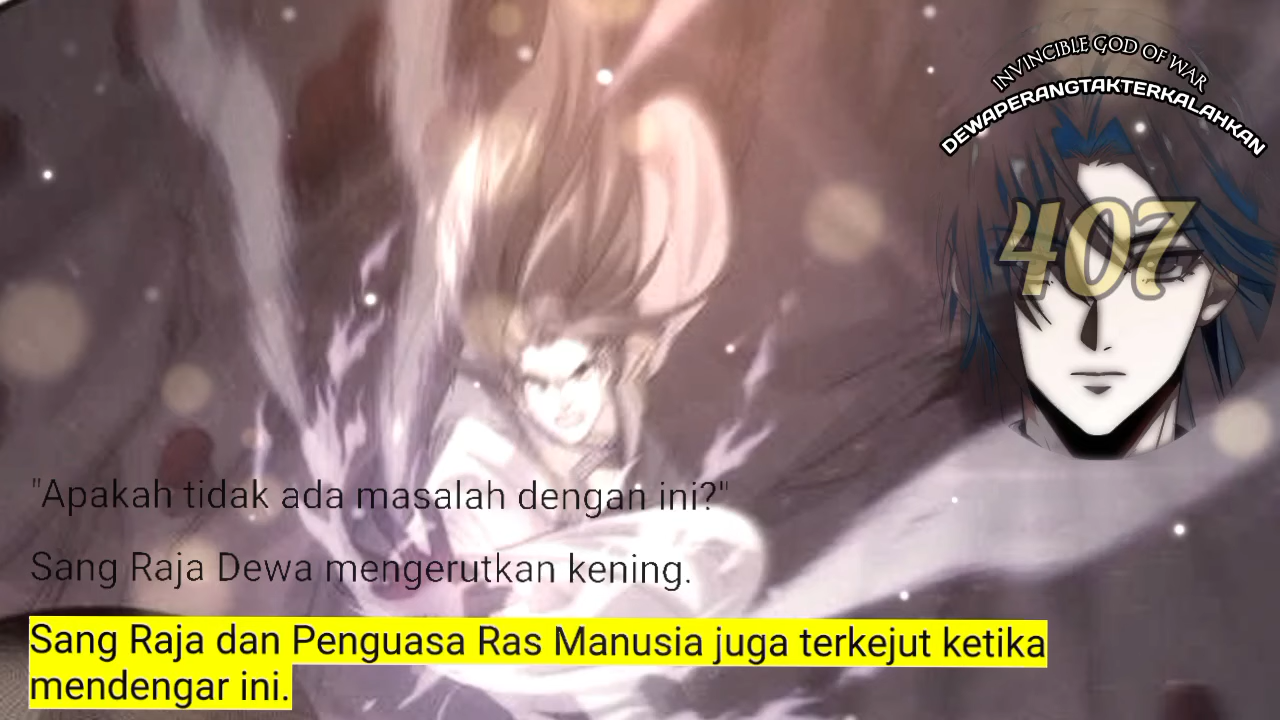 INVINCIBLE GOD OF WAR
DEWAPERANGTAKTERKALAHKAN
407
"Apakah tidak ada masalah dengan ini?"
Sang Raja Dewa mengerutkan kening.
Sang Raja dan Penguasa Ras Manusia juga terkejut ketika
mendengar ini.